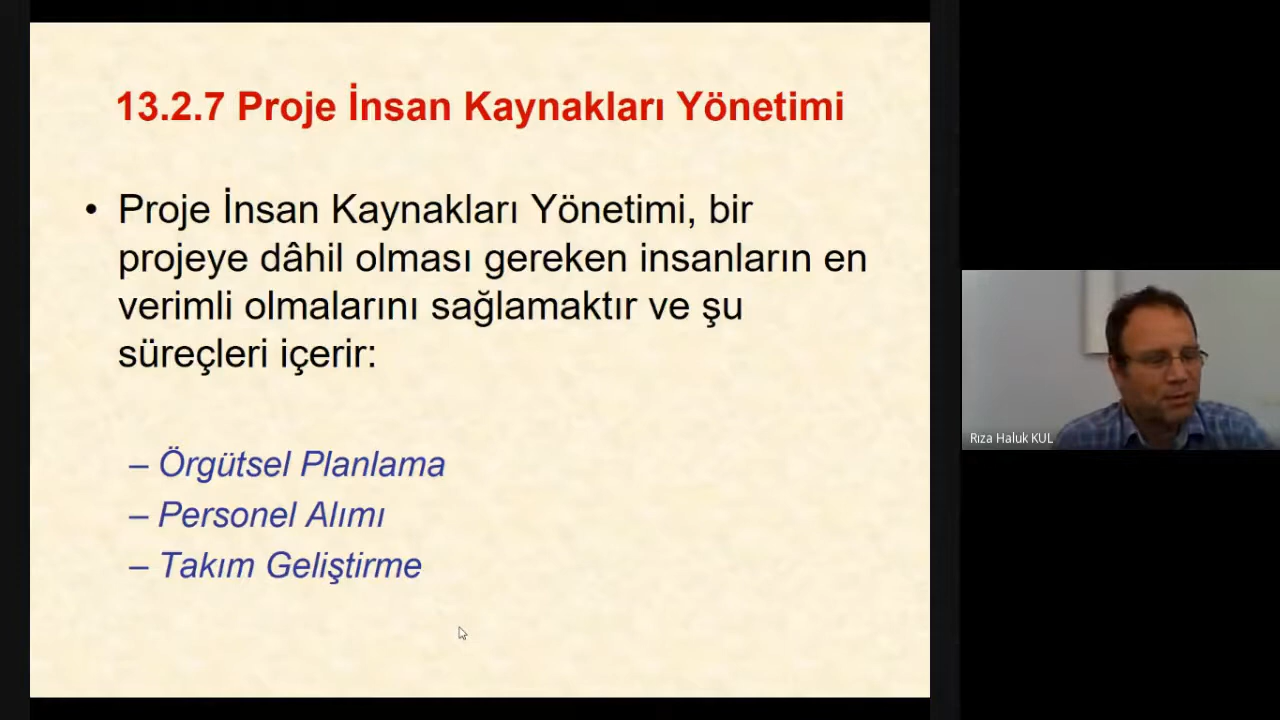 13.2.7 Proje İnsan Kaynakları Yönetimi
• Proje İnsan Kaynakları Yönetimi, bir
projeye dâhil olması gereken insanların en
verimli olmalarını sağlamaktır ve şu
süreçleri içerir:
– Örgütsel Planlama
– Personel Alımı
– Takım Geliştirme
Rıza Haluk KUL